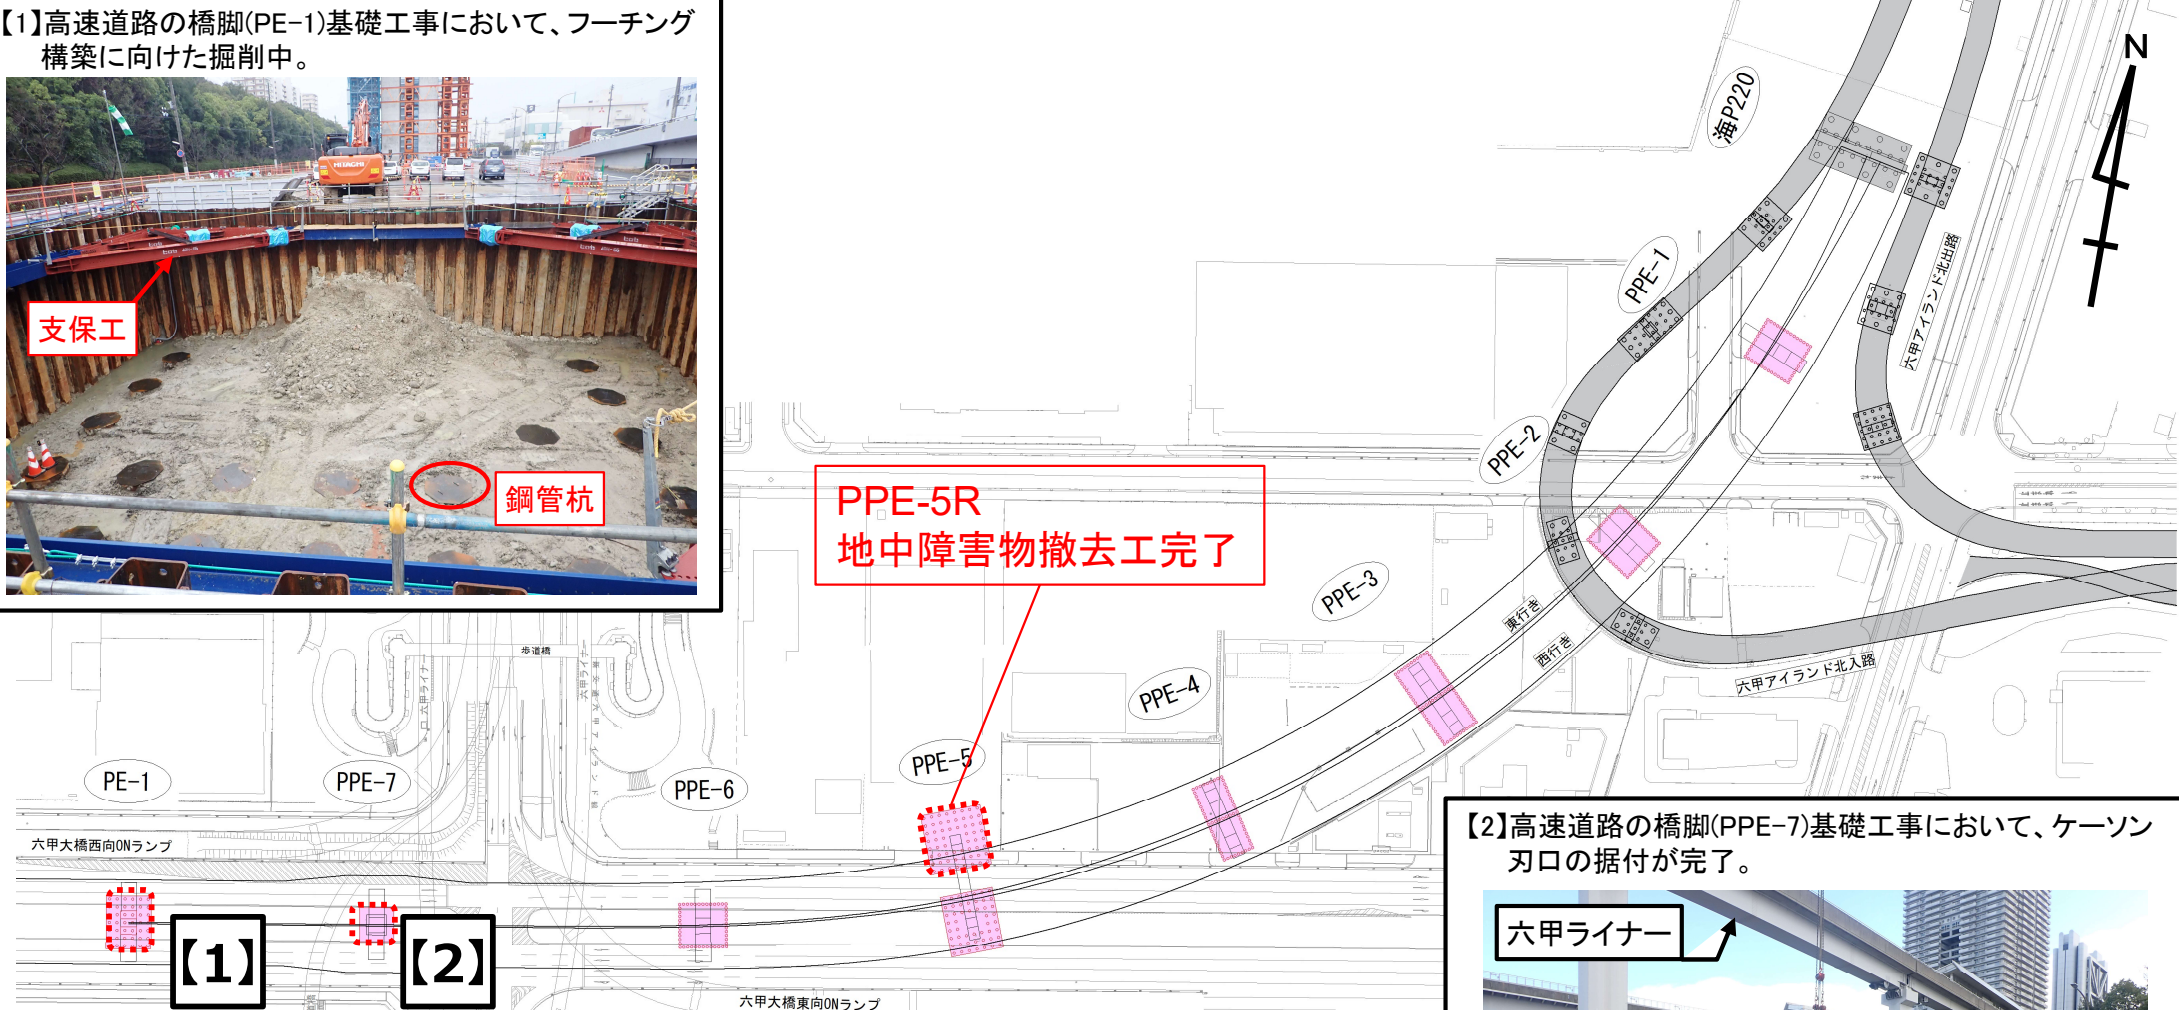 【1】高速道路の橋脚(PE-1)基礎工事において、フーチング
構築に向けた掘削中。
HITACHI
支保工
鋼管杭
N
海P220
PPE-1
六甲アイランド北出路
PPE-2
PPE-5R
地中障害物撤去工完了
PPE-3
東行き
西行き
六甲アイランド北入路
歩道橋
PPE-4
PPE-5
PE-1
PPE-7
PPE-6
六甲大橋西向ONランプ
【1】
【2】
六甲大橋東向ONランプ
【2】高速道路の橋脚(PPE-7)基礎工事において、ケーソン
刃口の据付が完了。
六甲ライナー